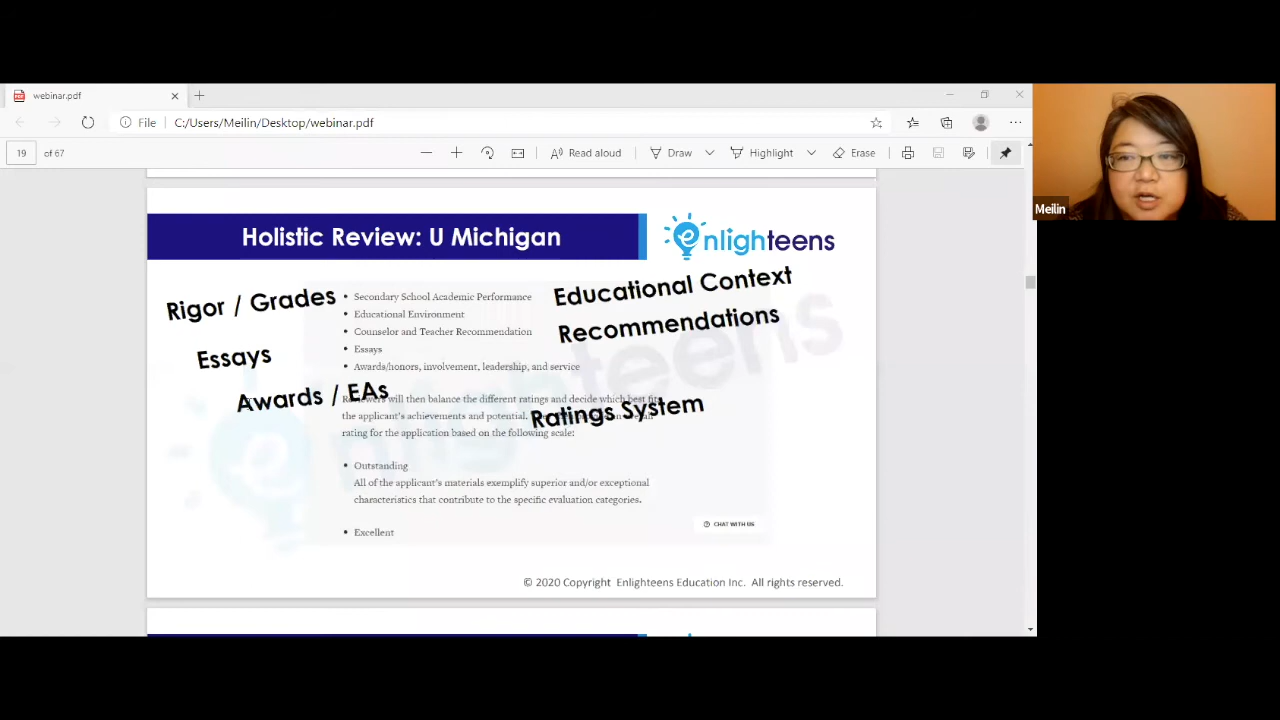 webinar.pdf
File
C:/Users/Meilin/Desktop/webinar.pdf
19 of 67
Read aloud
Draw
Highlight
Erase
Meilin
Holistic Review: U Michigan
enlighteens
Rigor / Grades
Essays
Awards / EAs
Educational Context
Recommendations
Ratings System
• Secondary School Academic Performance
• Educational Environment
• Counselor and Teacher Recommendation
• Essays
• Awards/honors, involvement, leadership, and service
Reviewers will then balance the different ratings and decide which best fits
the applicant's achievements and potential.
rating for the application based on the following scale:
• Outstanding
All of the applicant's materials exemplify superior and/or exceptional
characteristics that contribute to the specific evaluation categories.
• Excellent
CHAT WITH US
© 2020 Copyright Enlighteens Education Inc. All rights reserved.